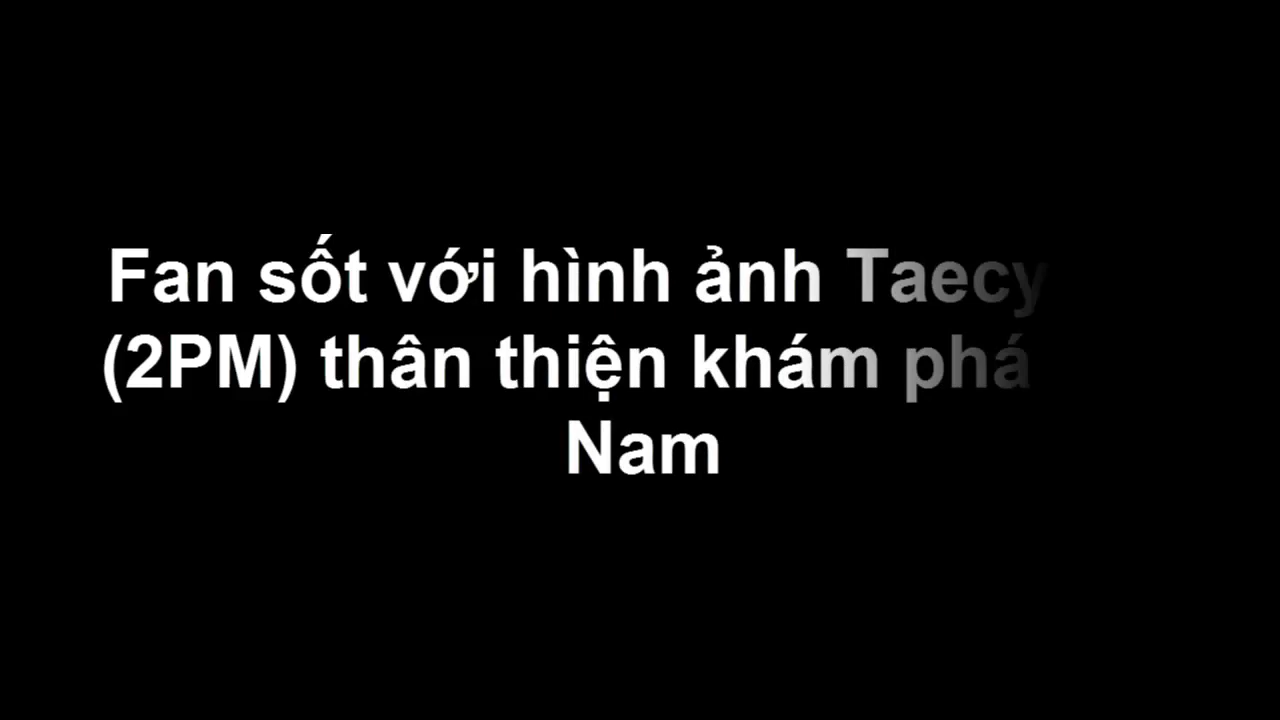 Fan sốt với hình ảnh Taecy
(2PM) thân thiện khám phá
Nam